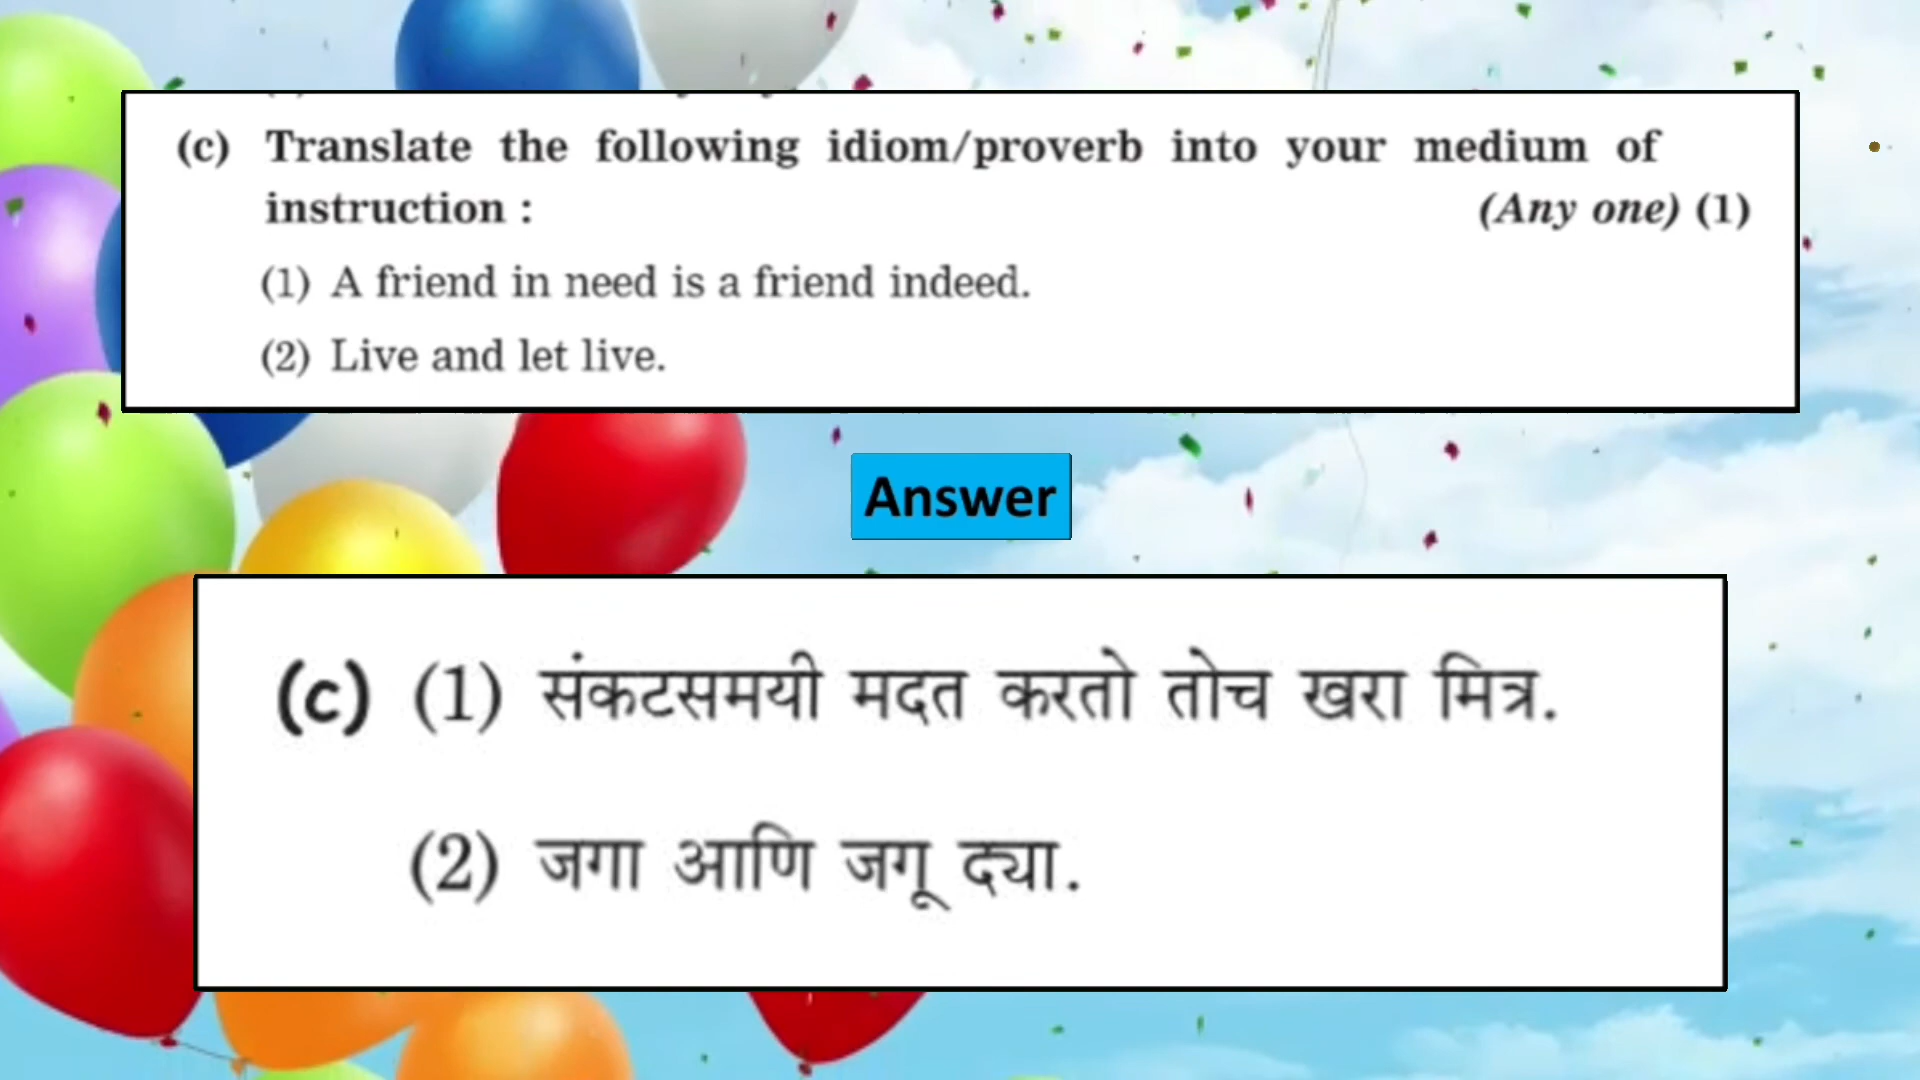 (c) Translate the following idiom/proverb into your medium of
instruction : (Any one) (1)
(1) A friend in need is a friend indeed.
(2) Live and let live.
Answer
(c) (1) संकटसमयी मदत करतो तोच खरा मित्र.
(2) जगा आणि जगू द्या.